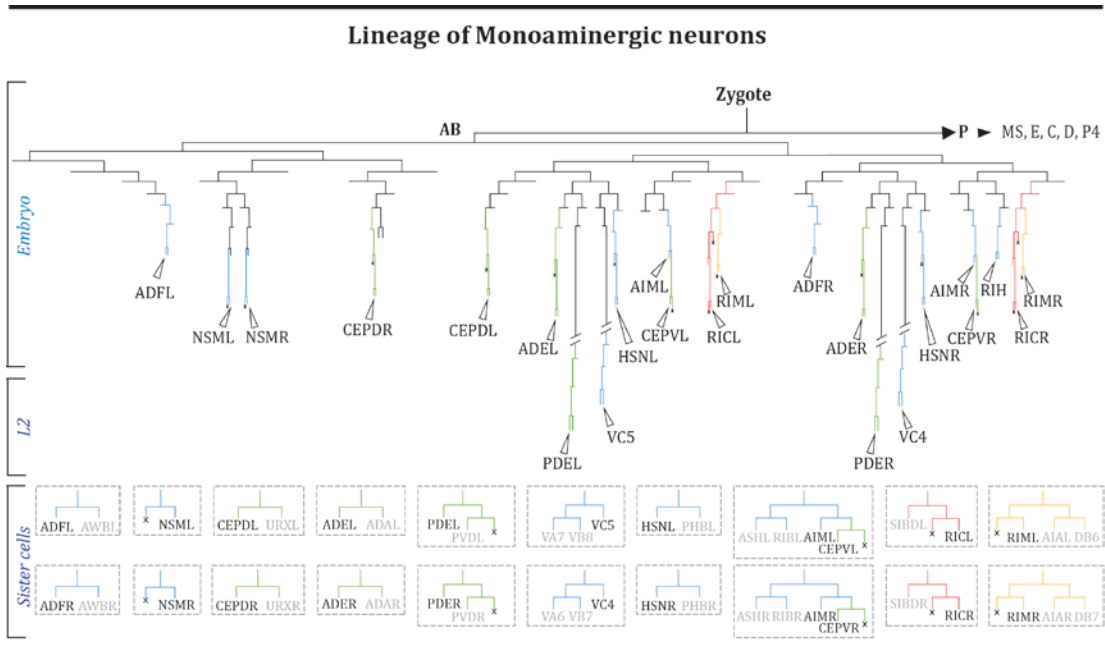 Lineage of Monoaminergic neurons
Zygote
AB
P
MS, E, C, D, P4
Embryo
ADFL
NSML
NSMR
CEPDR
CEPDL
ADEL
HSNL
AIML
CEPVL
RIML
RICL
ADFR
ADER
HSNR
AIMR
RIH
CEPVR
RIMR
RICR
L2
PDEL
VC5
PDER
VC4
Sister cells
ADFL AWBL
x NSML
CEPDL URXL
ADEL ADAL
PDEL
PVDL x
VC5
VA7 VB8
HSNL PHBL
ASHL RIBL AIML
CEPVL x
SIBDL
x RICL
x RIML AIAL DB6
ADFR AWBR
x NSMR
CEPDR URXR
ADER ADAR
PDER
PVDR x
VC4
VA6 VB7
HSNR PHBR
ASHR RIBR AIMR
CEPVR x
SIBDR
x RICR
x RIMR AIAR DB7